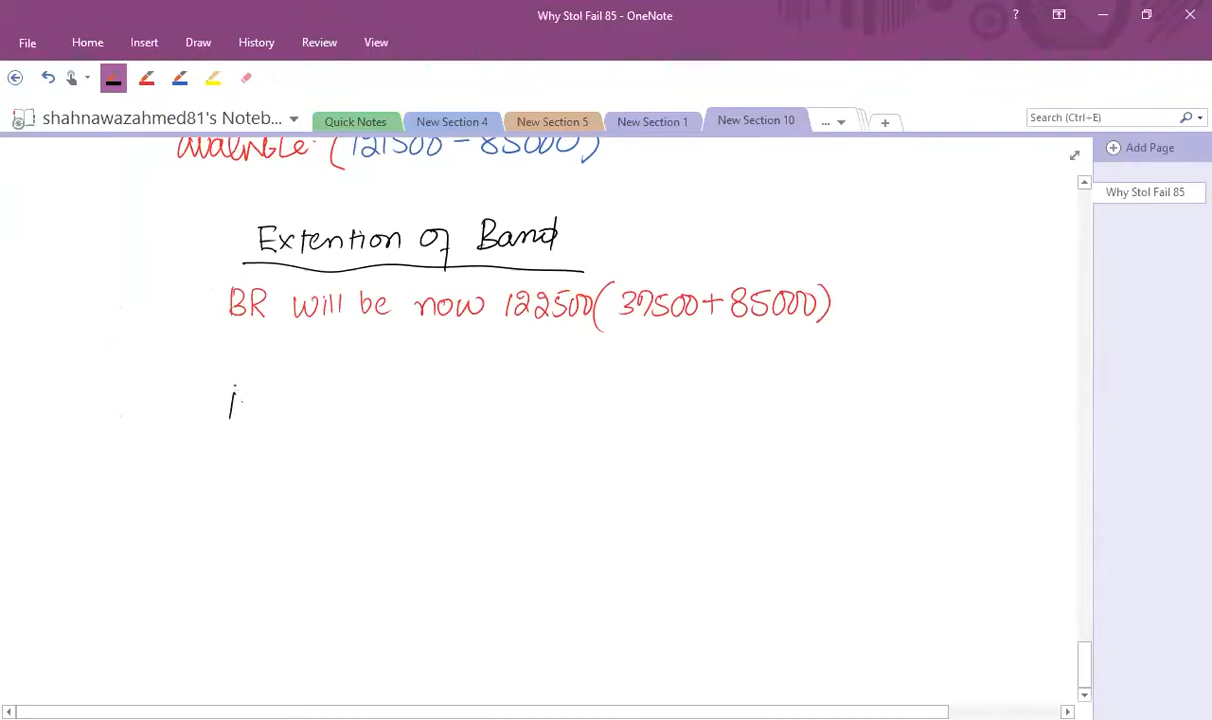 Why Stol Fail 85 - OneNote
?
File Home Insert Draw History Review View
shahnawazahmed81's Noteb... Quick Notes New Section 4 New Section 5 New Section 1 New Section 10 ... Search (Ctrl+E)
Add Page
Why Stol Fail 85
(121500 - 85000)
Extention of Band
BR will be now 122500(37500+85000)